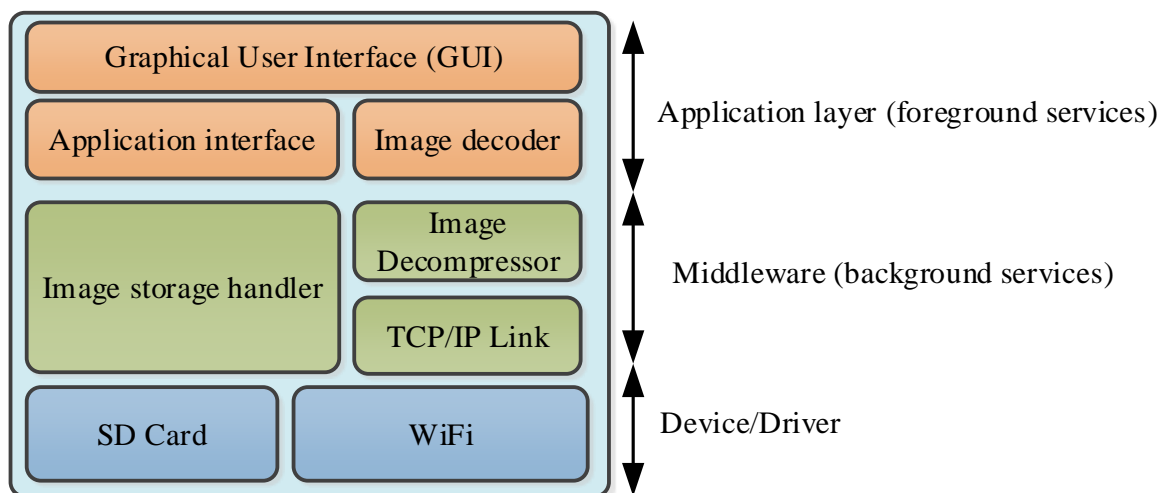 Graphical User Interface (GUI)
Application interface
Image decoder
Application layer (foreground services)
Image storage handler
Image
Decompressor
TCP/IP Link
Middleware (background services)
SD Card
WiFi
Device/Driver